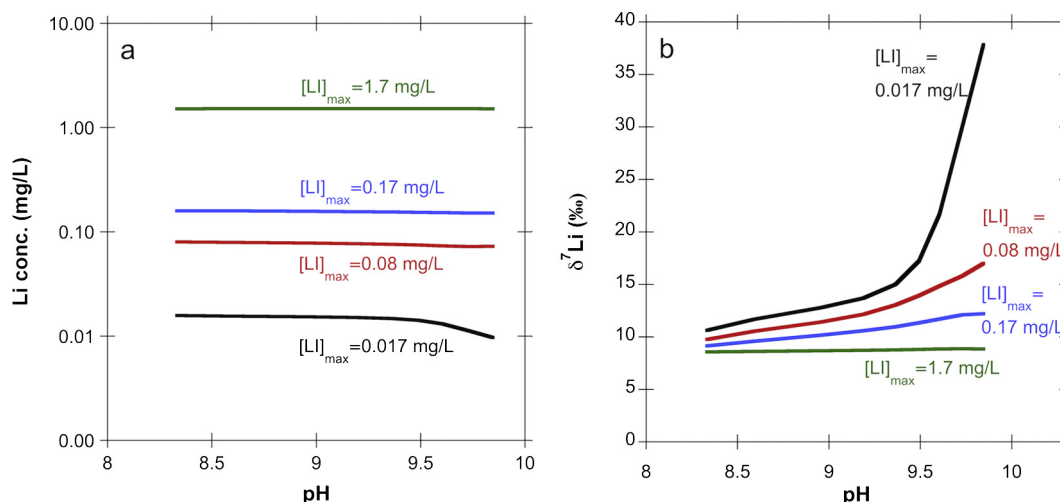 a
10.00
1.00
0.10
0.01
0.00
Li conc. (mg/L)
[LI]max=1.7 mg/L
[LI]max=0.17 mg/L
[LI]max=0.08 mg/L
[LI]max=0.017 mg/L
8
8.5
9
9.5
10
pH
b
40
35
30
25
20
15
10
5
0
δ7Li (‰)
[LI]max=
0.017 mg/L
[LI]max=
0.08 mg/L
[LI]max=
0.17 mg/L
[LI]max=1.7 mg/L
8
8.5
9
9.5
10
pH